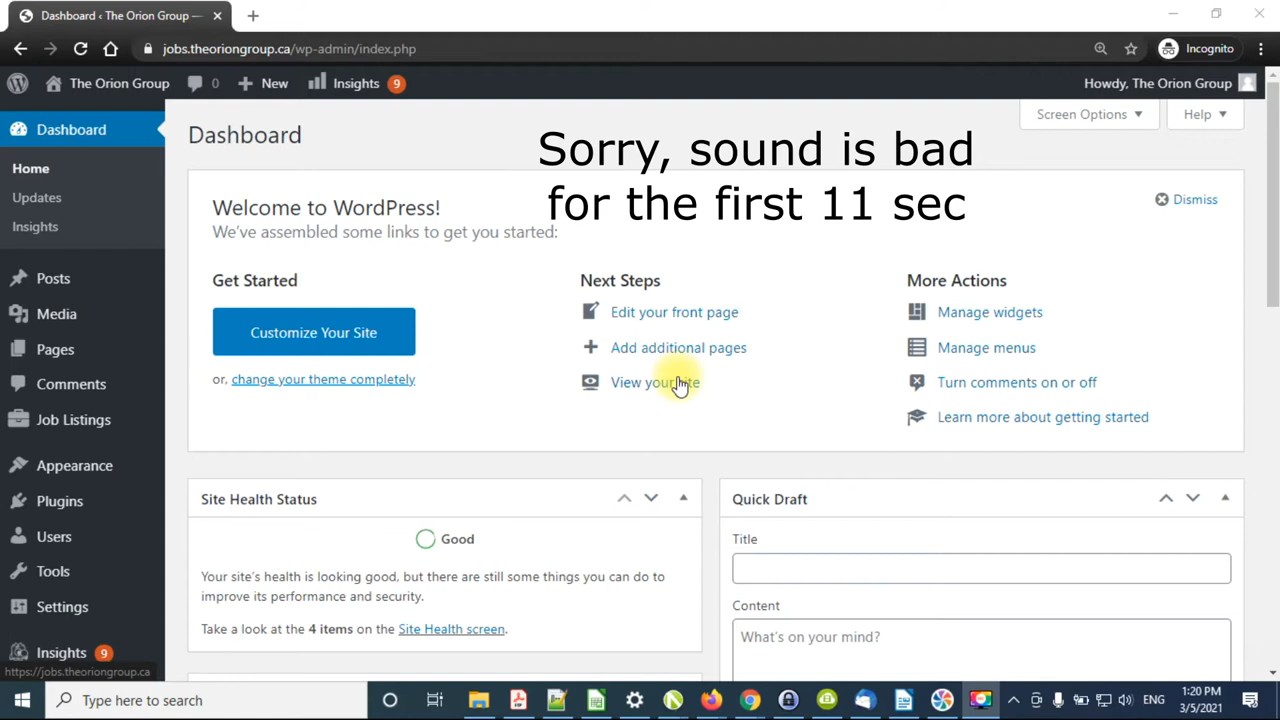 Dashboard ‹ The Orion Group —
jobs.theoriongroup.ca/wp-admin/index.php
Incognito
The Orion Group
0
New
Insights
9
Howdy, The Orion Group
Dashboard
Home
Updates
Insights
Posts
Media
Pages
Comments
Job Listings
Appearance
Plugins
Users
Tools
Settings
Insights
9
https://jobs.theoriongroup.ca
Screen Options
Help
Dashboard
Sorry, sound is bad
for the first 11 sec
Dismiss
Welcome to WordPress!
We've assembled some links to get you started:
Get Started
Customize Your Site
or, change your theme completely
Next Steps
Edit your front page
Add additional pages
View your site
More Actions
Manage widgets
Manage menus
Turn comments on or off
Learn more about getting started
Site Health Status
Good
Your site's health is looking good, but there are still some things you can do to
improve its performance and security.
Take a look at the 4 items on the Site Health screen.
Quick Draft
Title
Content
What's on your mind?
Type here to search
ENG
1:20 PM
3/5/2021